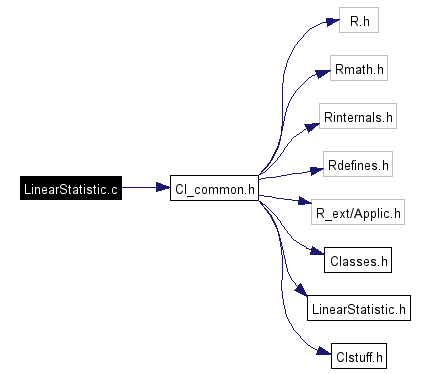 R.h
Rmath.h
Rinternals.h
Rdefines.h
LinearStatistic.c
CI_common.h
R_ext/Applic.h
Classes.h
LinearStatistic.h
CIstuff.h